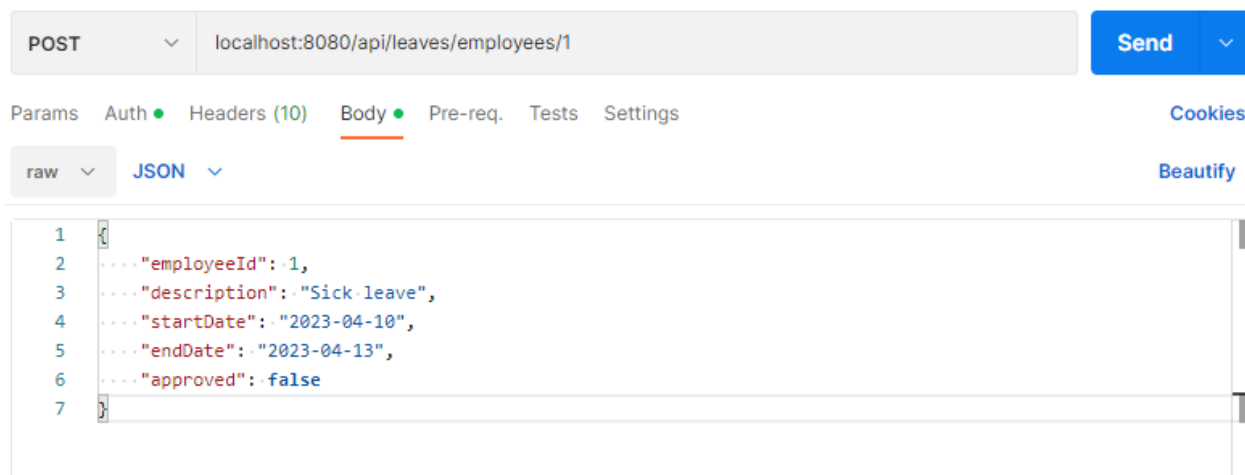 POST localhost:8080/api/leaves/employees/1 Send
Params Auth Headers (10) Body Pre-req. Tests Settings Cookies
raw JSON Beautify
1 {
2 "employeeId": 1,
3 "description": "Sick leave",
4 "startDate": "2023-04-10",
5 "endDate": "2023-04-13",
6 "approved": false
7 }